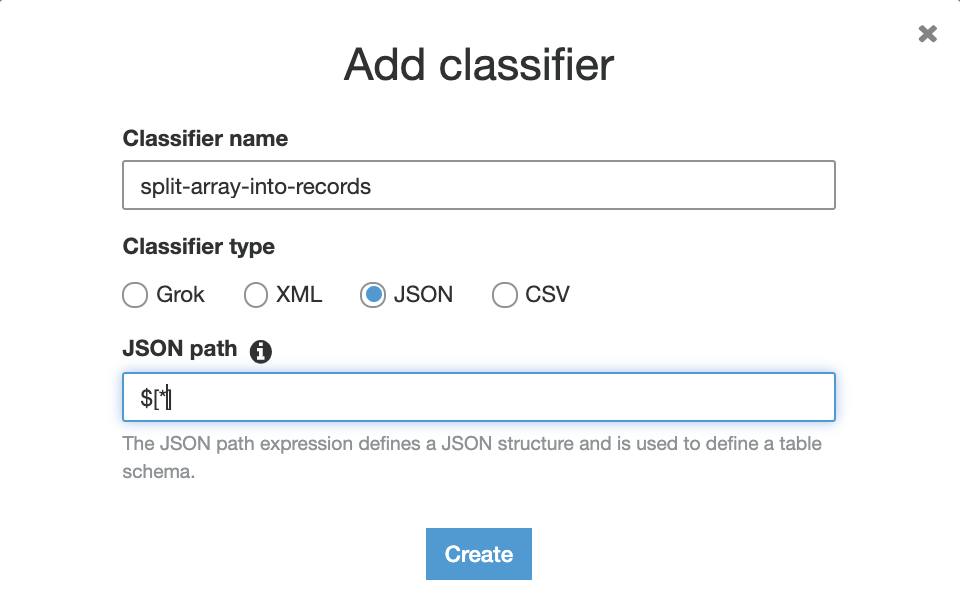 Add classifier
Classifier name
split-array-into-records
Classifier type
Grok XML JSON CSV
JSON path
$[*]
The JSON path expression defines a JSON structure and is used to define a table
schema.
Create